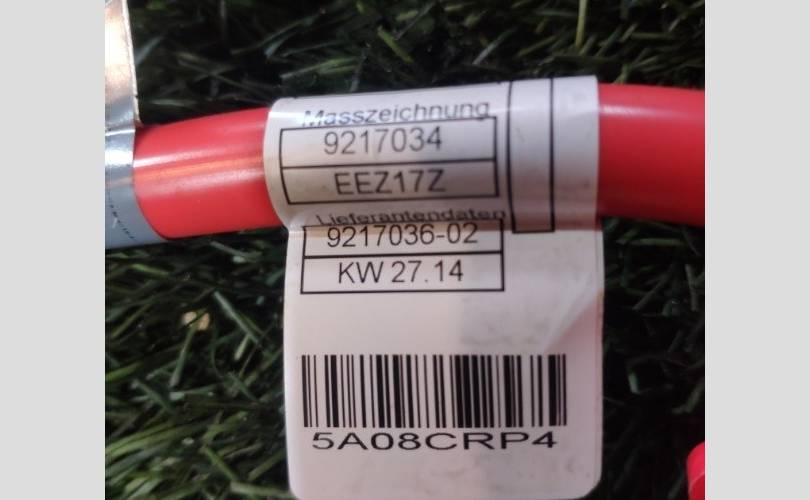 Masszeichnung
9217034
EEZ17Z
Lieferantendaten
9217036-02
KW 27.14
5A08CRP4